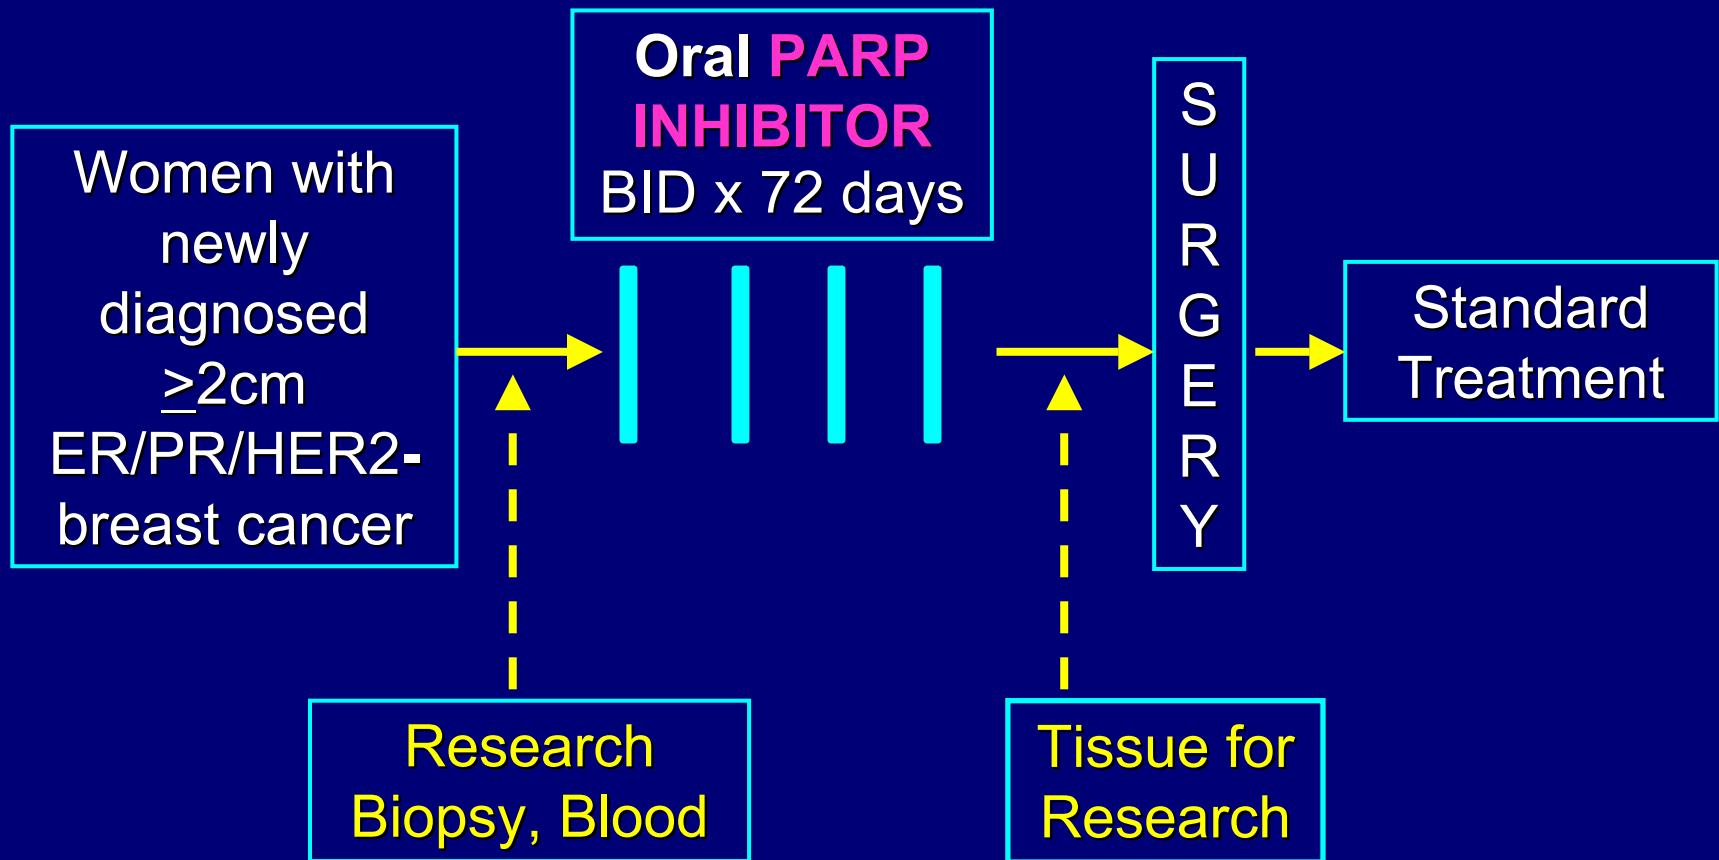 Women with
newly
diagnosed
≥2cm
ER/PR/HER2-
breast cancer
Oral PARP
INHIBITOR
BID x 72 days
S
U
R
G
E
R
Y
Standard
Treatment
Research
Biopsy, Blood
Tissue for
Research